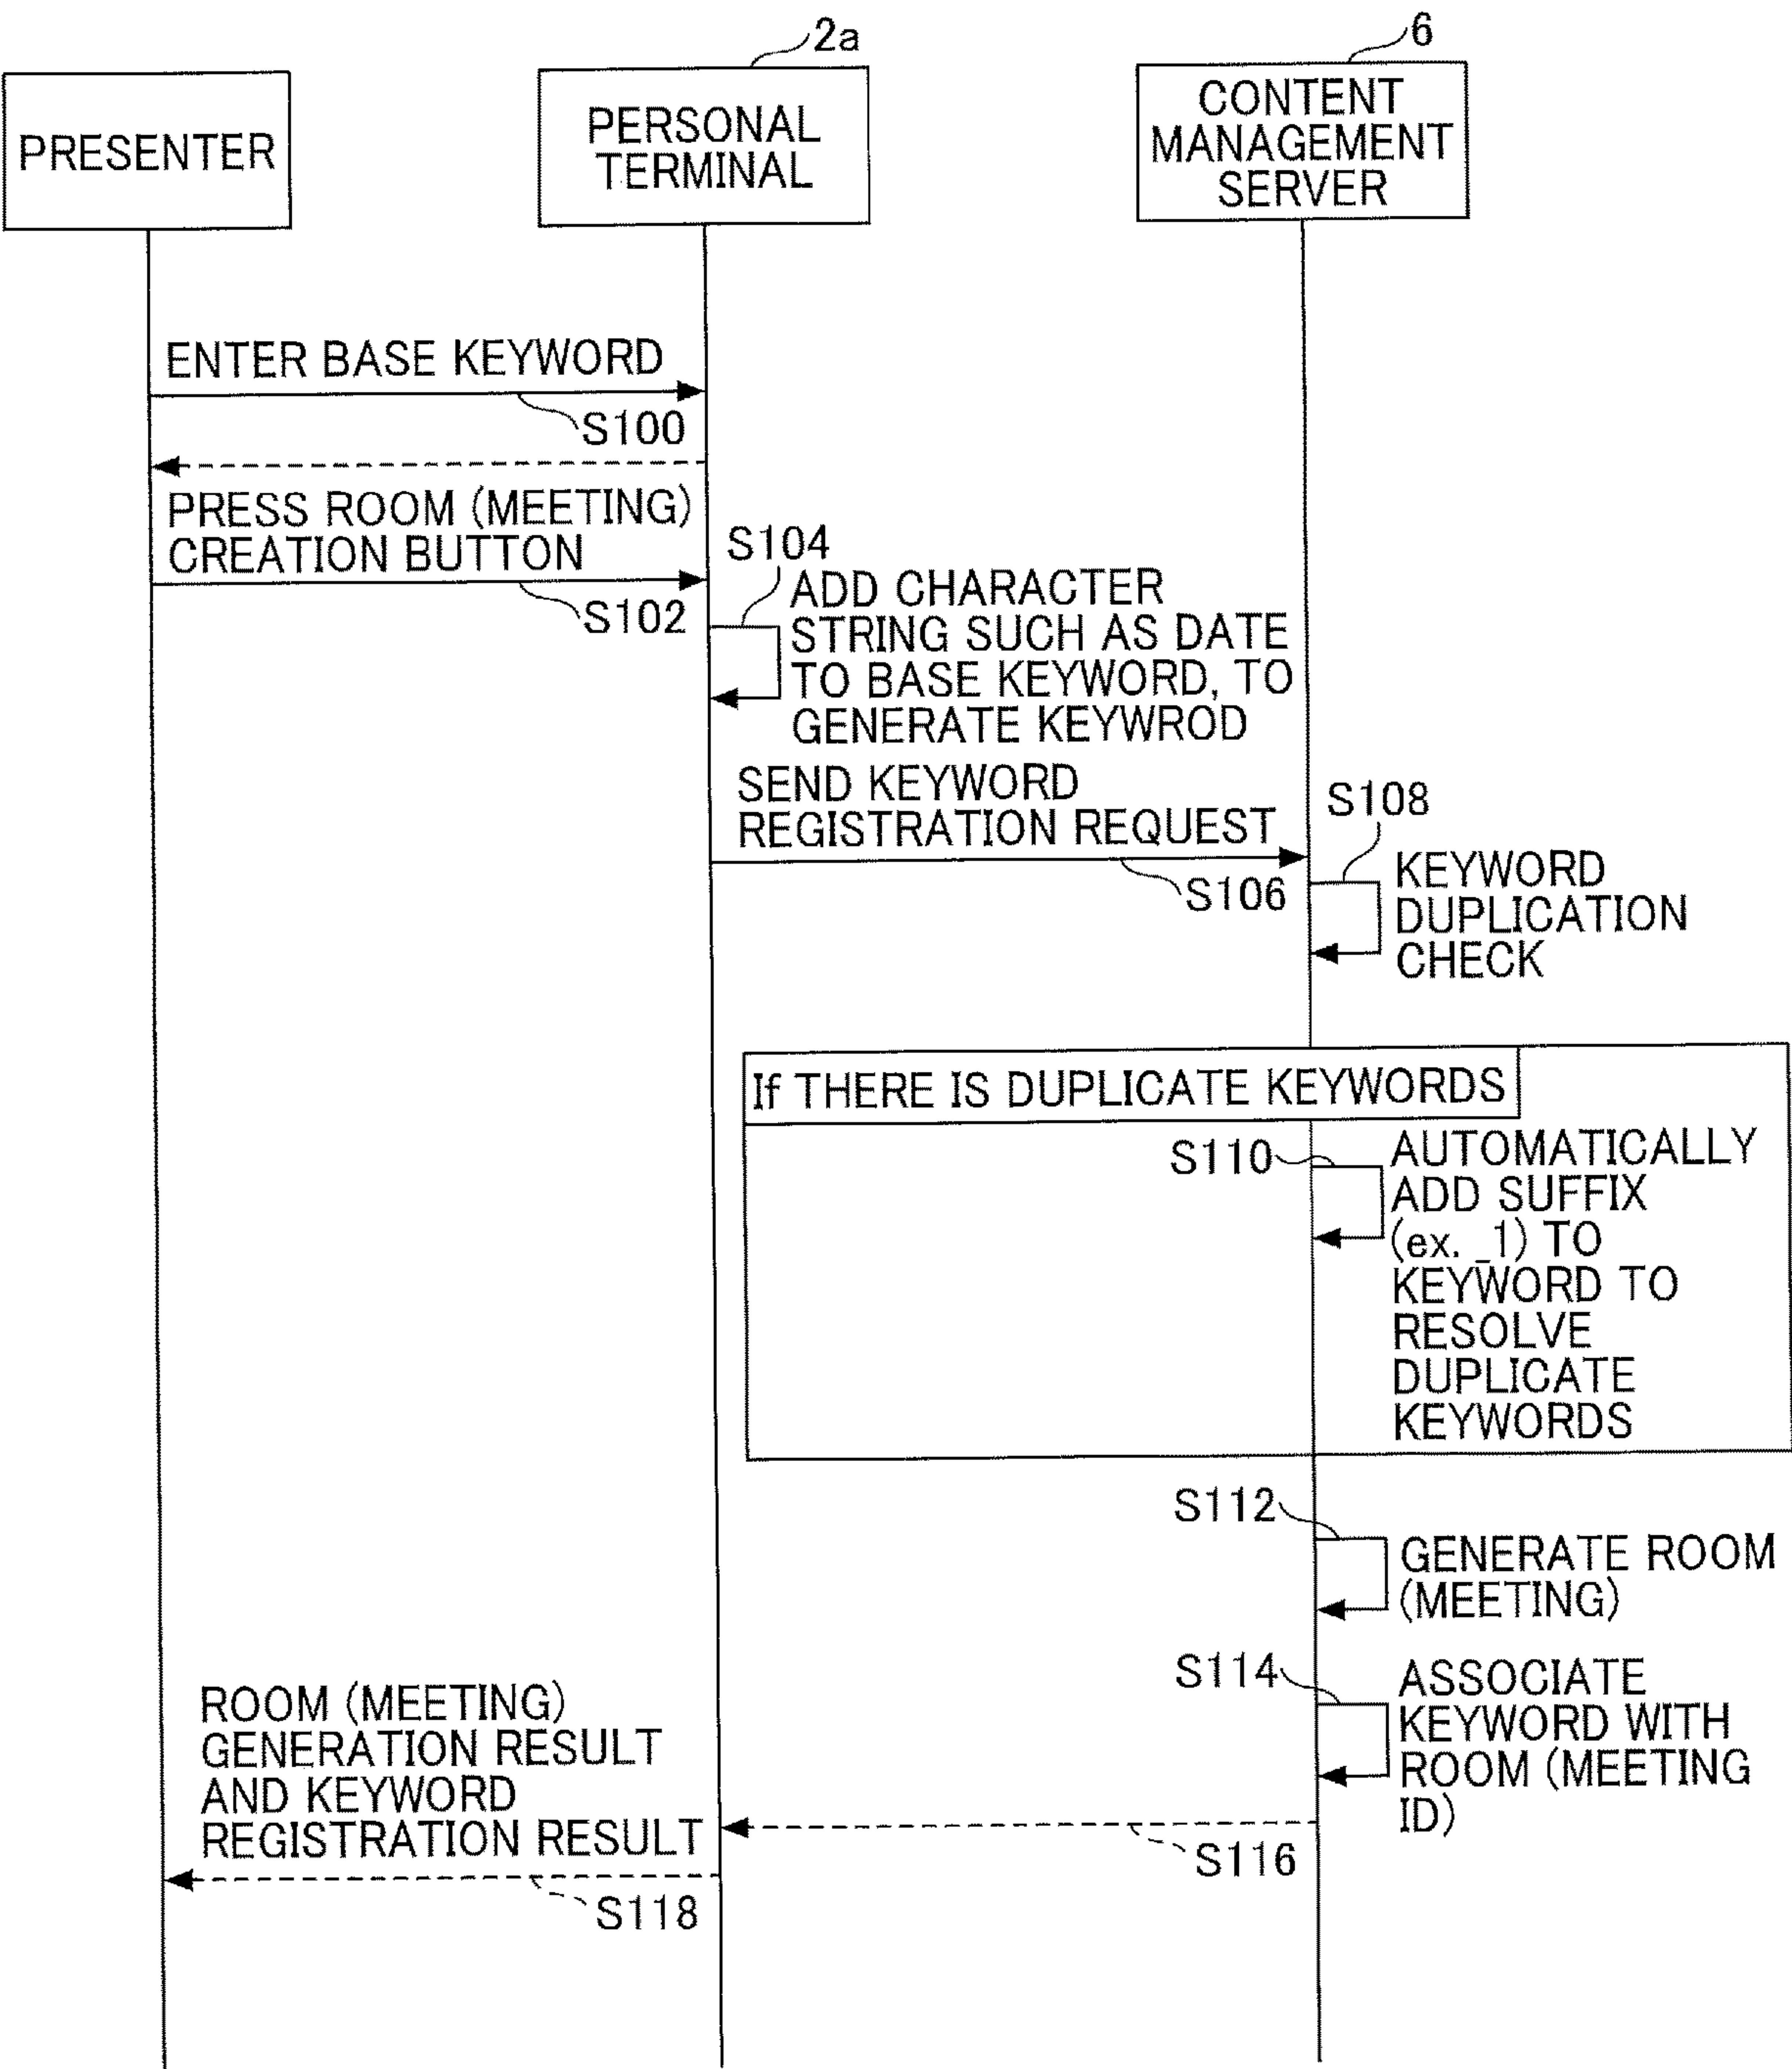 2a
6
PRESENTER
PERSONAL
TERMINAL
CONTENT
MANAGEMENT
SERVER
ENTER BASE KEYWORD
S100
PRESS ROOM (MEETING)
CREATION BUTTON
S102
S104
ADD CHARACTER
STRING SUCH AS DATE
TO BASE KEYWORD, TO
GENERATE KEYWROD
SEND KEYWORD
REGISTRATION REQUEST
S106
S108
KEYWORD
DUPLICATION
CHECK
If THERE IS DUPLICATE KEYWORDS
S110
AUTOMATICALLY
ADD SUFFIX
(ex. _1) TO
KEYWORD TO
RESOLVE
DUPLICATE
KEYWORDS
S112
GENERATE ROOM
(MEETING)
S114
ASSOCIATE
KEYWORD WITH
ROOM (MEETING
ID)
S116
ROOM (MEETING)
GENERATION RESULT
AND KEYWORD
REGISTRATION RESULT
S118